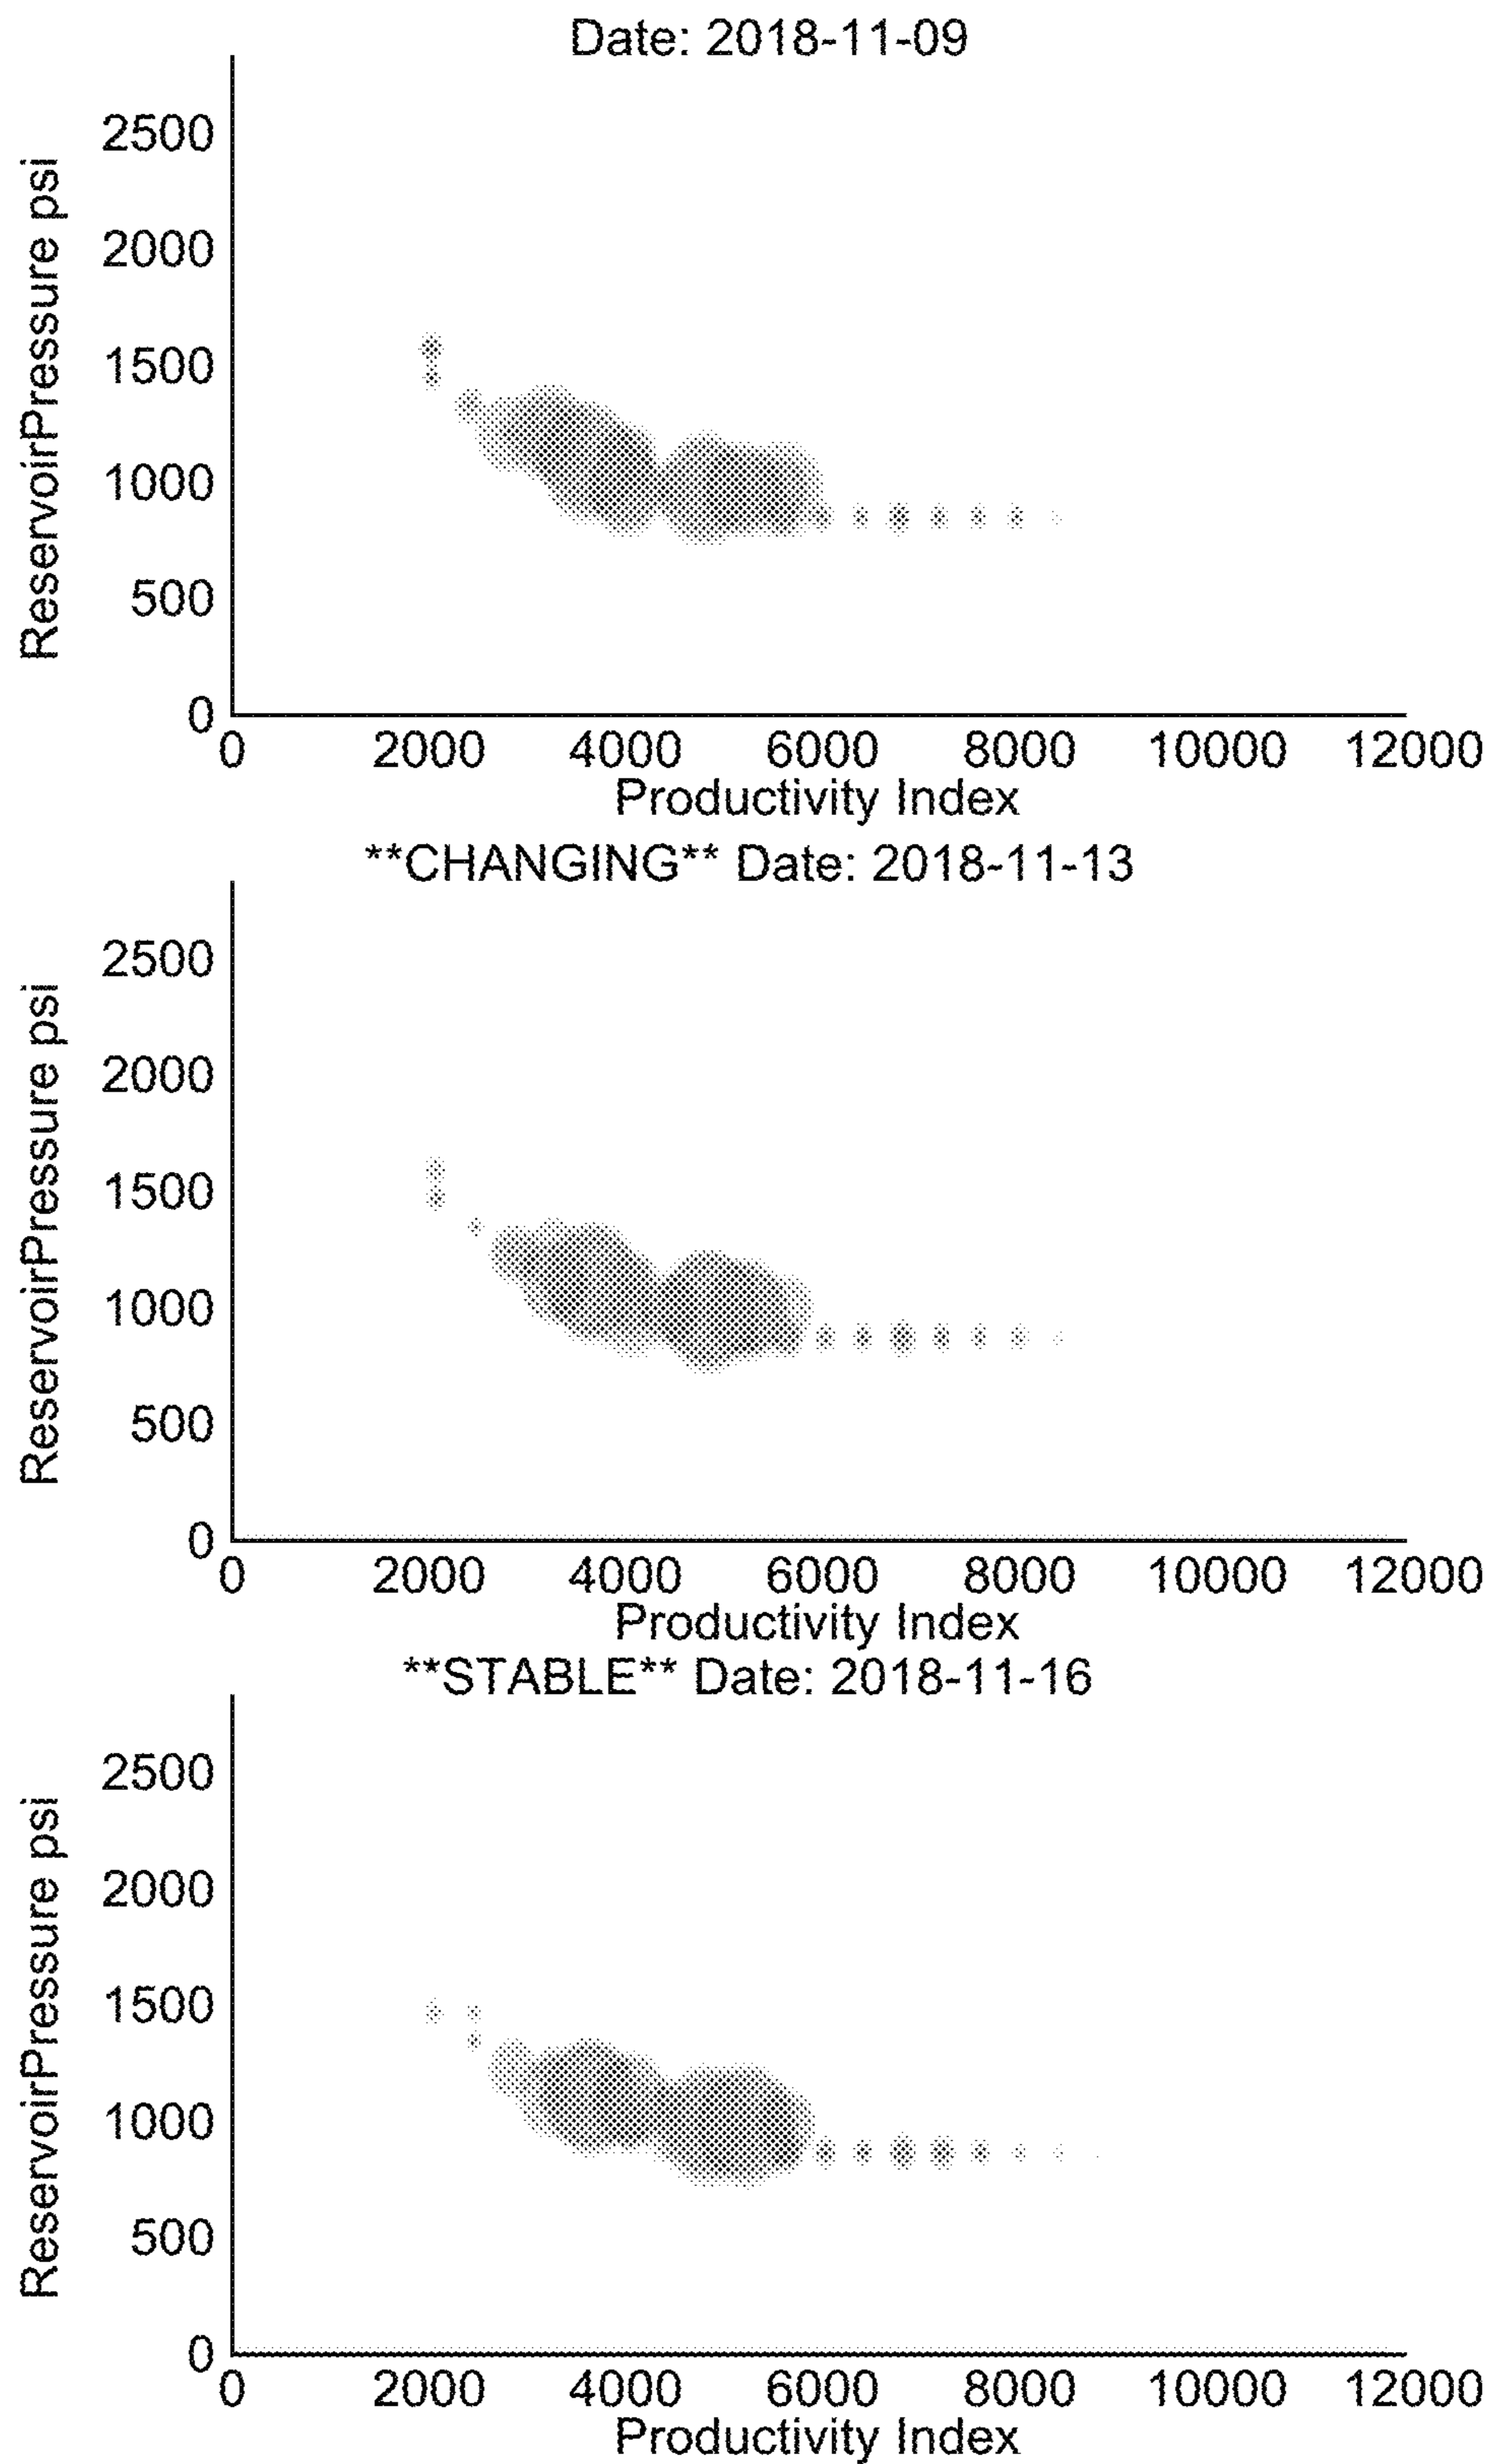 Date: 2018-11-09
ReservoirPressure psi
2500
2000
1500
1000
500
0
0 2000 4000 6000 8000 10000 12000
Productivity Index
**CHANGING** Date: 2018-11-13
ReservoirPressure psi
2500
2000
1500
1000
500
0
0 2000 4000 6000 8000 10000 12000
Productivity Index
**STABLE** Date: 2018-11-16
ReservoirPressure psi
2500
2000
1500
1000
500
0
0 2000 4000 6000 8000 10000 12000
Productivity Index